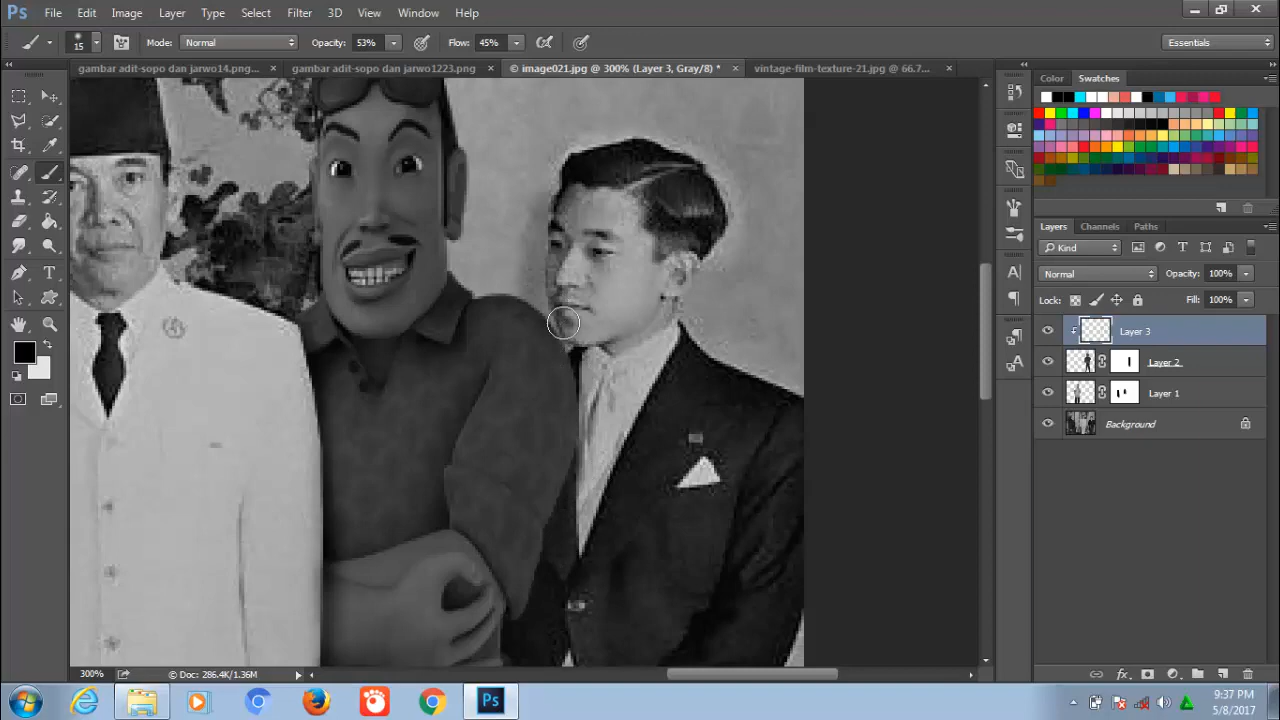 Ps File Edit Image Layer Type Select Filter 3D View Window Help
15 Mode: Normal Opacity: 53% Flow: 45% Essentials
gambar adit-sopo dan jarwo14.png... × gambar adit-sopo dan jarwo1223.png × © image021.jpg @ 300% (Layer 3, Gray/8) * × vintage-film-texture-21.jpg @ 66.7... ×
Color Swatches
Layers Channels Paths
Kind
Normal Opacity: 100%
Lock: Fill: 100%
Layer 3
Layer 2
Layer 1
Background
300% © Doc: 286.4K/1.36M
Ps
9:37 PM
5/8/2017